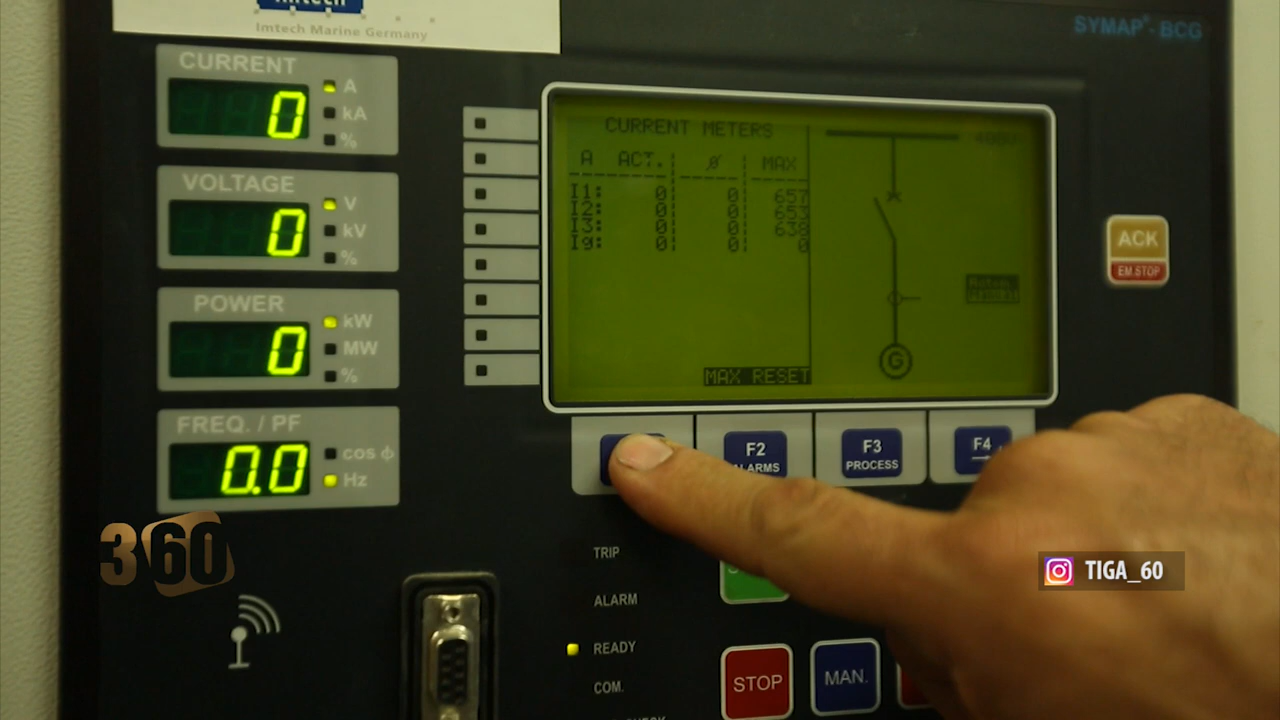 Imtech
Imtech Marine Germany
SYMAP® - BCG
CURRENT
0
A
kA
%
VOLTAGE
0
V
kV
%
POWER
0
kW
MW
%
FREQ. / PF
0.0
cos ϕ
Hz
CURRENT METERS
A ACT. ø MAX
I1: 0 0 657
I2: 0 0 653
I3: 0 0 638
Ig: 0 0 0
MAX RESET
G
ACK
EM.STOP
F2
ALARMS
F3
PROCESS
F4
TRIP
ALARM
READY
COM.
STOP
MAN.
360
TIGA_60